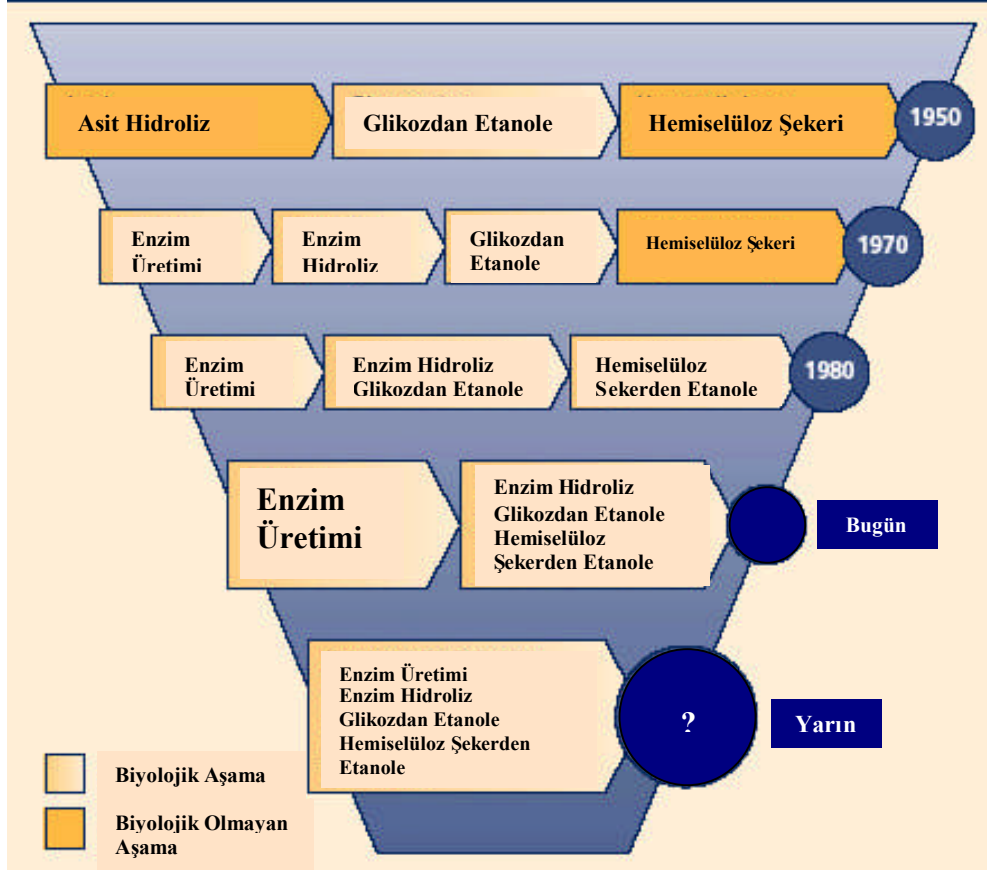 Asit Hidroliz
Glikozdan Etanole
Hemiselüloz Şekeri
1950
Enzim
Üretimi
Enzim
Hidroliz
Glikozdan
Etanole
Hemiselüloz Şekeri
1970
Enzim
Üretimi
Enzim Hidroliz
Glikozdan Etanole
Hemiselüloz
Sekerden Etanole
1980
Enzim
Üretimi
Enzim Hidroliz
Glikozdan Etanole
Hemiselüloz
Şekerden Etanole
Bugün
Enzim Üretimi
Enzim Hidroliz
Glikozdan Etanole
Hemiselüloz Şekerden
Etanole
?
Yarın
Biyolojik Aşama
Biyolojik Olmayan
Aşama